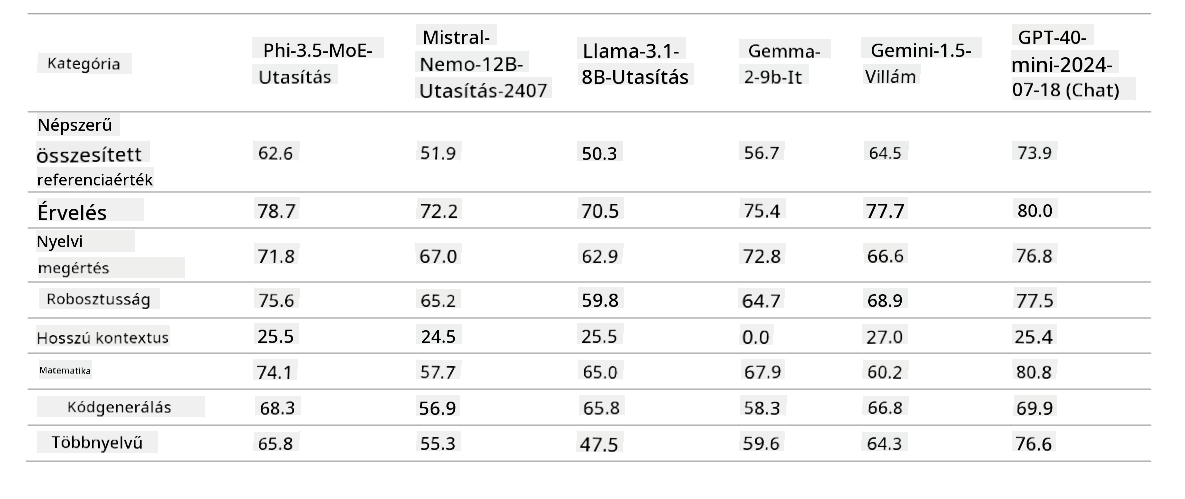 Kategória Phi-3.5-MoE- Utasítás Mistral- Nemo-12B- Utasítás-2407 Llama-3.1- 8B-Utasítás Gemma- 2-9b-It Gemini-1.5- Villám GPT-40- mini-2024- 07-18 (Chat)
Népszerű
összesített 62.6 51.9 50.3 56.7 64.5 73.9
referenciaérték
Érvelés 78.7 72.2 70.5 75.4 77.7 80.0
Nyelvi
megértés 71.8 67.0 62.9 72.8 66.6 76.8
Robosztusság 75.6 65.2 59.8 64.7 68.9 77.5
Hosszú kontextus 25.5 24.5 25.5 0.0 27.0 25.4
Matematika 74.1 57.7 65.0 67.9 60.2 80.8
Kódgenerálás 68.3 56.9 65.8 58.3 66.8 69.9
Többnyelvű 65.8 55.3 47.5 59.6 64.3 76.6